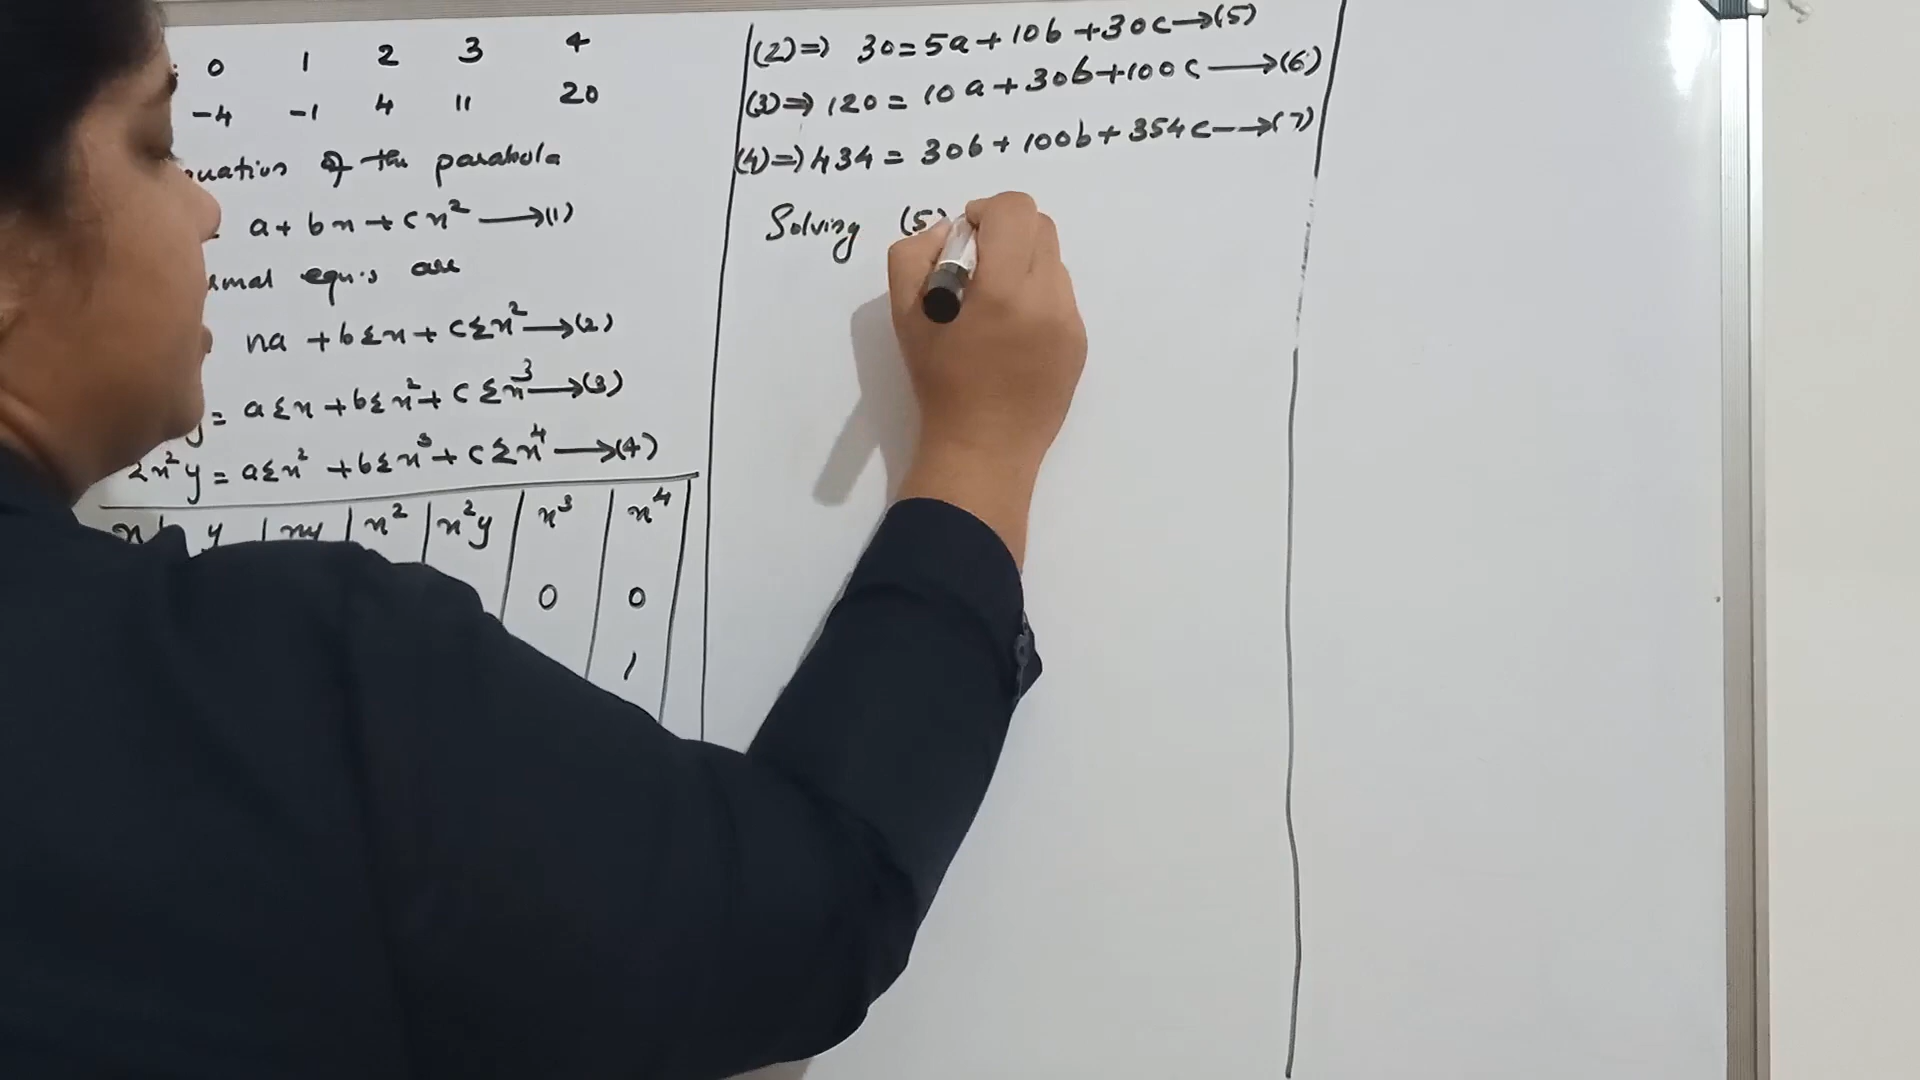 0 1 2 3 4
-4 -1 4 11 20
of the parabola
a + bx + cx² ⟶(1)
equ.s are
na + bΣx + cΣx² ⟶(2)
y = aΣx + bΣx² + cΣx³ ⟶(3)
Σx²y = aΣx² + bΣx³ + cΣx⁴ ⟶(4)
x y xy x² x²y x³ x⁴
0 0
1
(2)⇒ 30 = 5a + 10b + 30c ⟶(5)
(3)⇒ 120 = 10a + 30b + 100c ⟶(6)
(4)⇒ 434 = 30b + 100b + 354c ⟶(7)
Solving (5)